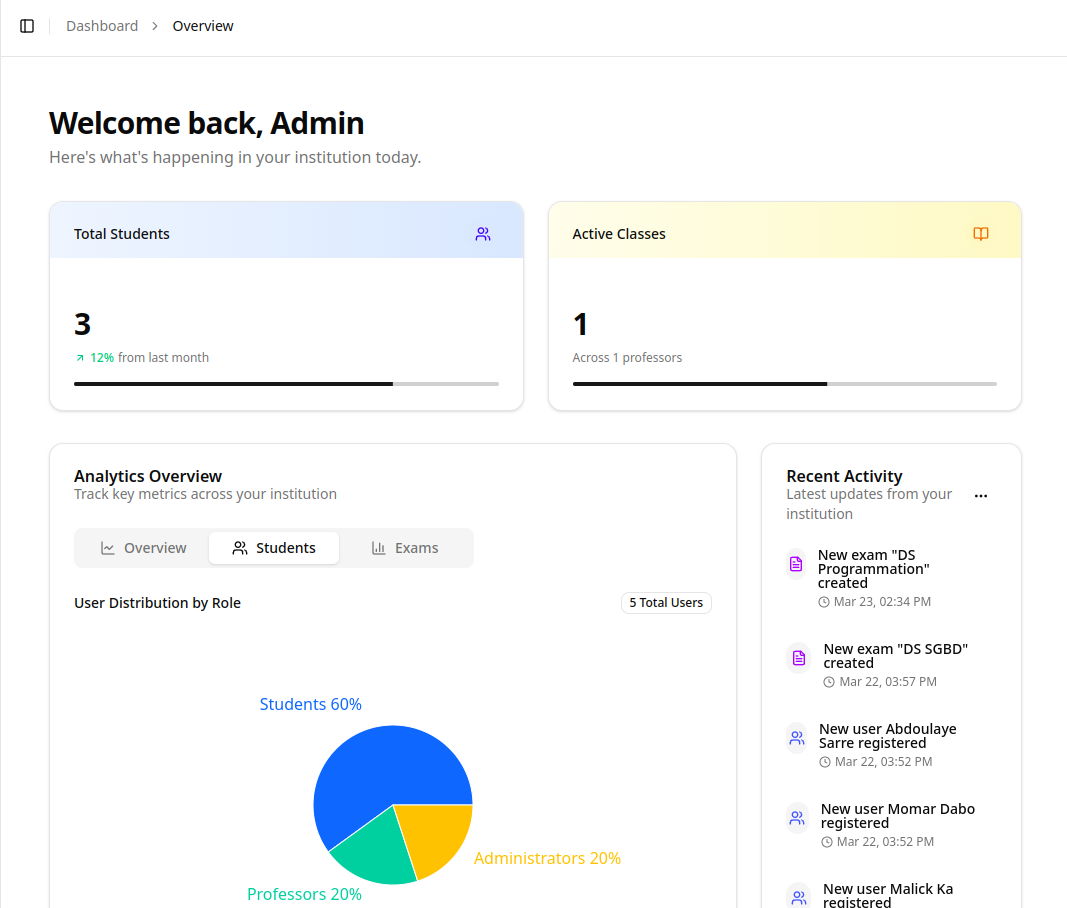 Dashboard > Overview
Welcome back, Admin
Here's what's happening in your institution today.
Total Students
3
12% from last month
Active Classes
1
Across 1 professors
Analytics Overview
Track key metrics across your institution
Overview Students Exams
User Distribution by Role
5 Total Users
Students 60%
Administrators 20%
Professors 20%
Recent Activity
Latest updates from your
institution
New exam "DS
Programmation"
created
Mar 23, 02:34 PM
New exam "DS SGBD"
created
Mar 22, 03:57 PM
New user Abdoulaye
Sarre registered
Mar 22, 03:52 PM
New user Momar Dabo
registered
Mar 22, 03:52 PM
New user Malick Ka
registered